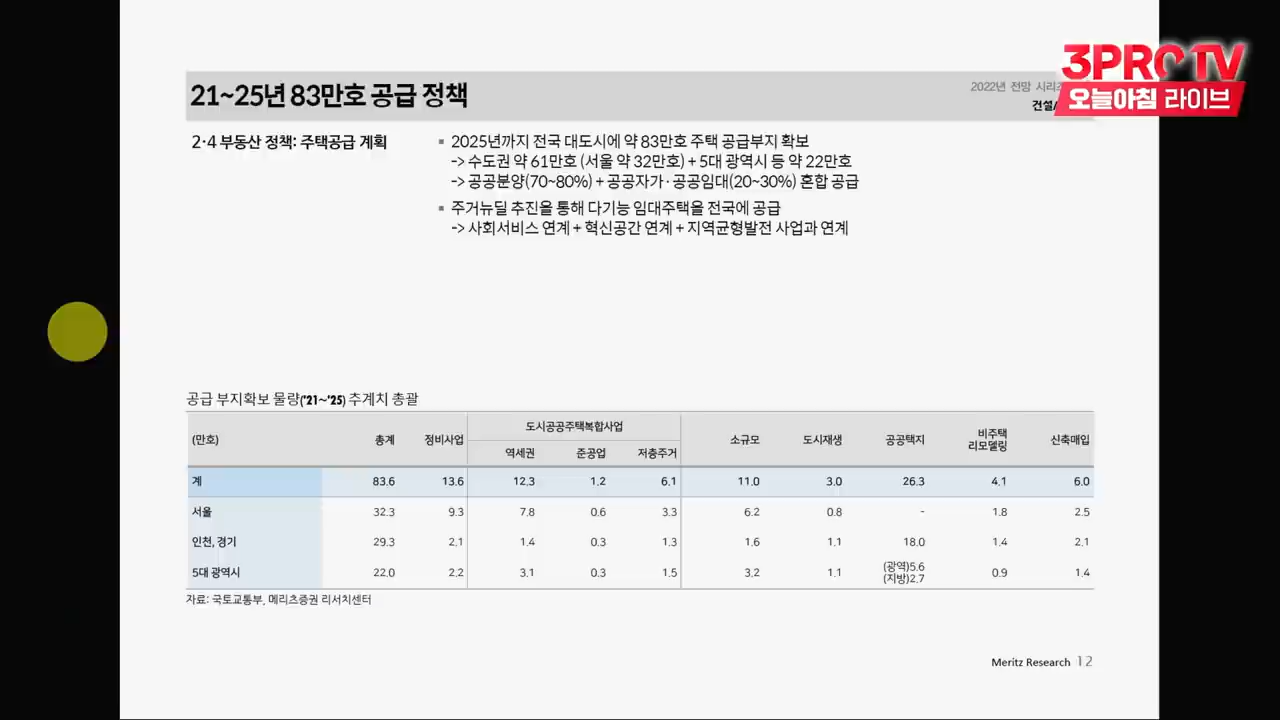 3PRO TV
오늘아침 라이브
21~25년 83만호 공급 정책
2022년 전망 시리즈
건설/
2·4 부동산 정책: 주택공급 계획
▪ 2025년까지 전국 대도시에 약 83만호 주택 공급부지 확보
-> 수도권 약 61만호 (서울 약 32만호) + 5대 광역시 등 약 22만호
-> 공공분양(70~80%) + 공공자가·공공임대(20~30%) 혼합 공급
▪ 주거뉴딜 추진을 통해 다기능 임대주택을 전국에 공급
-> 사회서비스 연계 + 혁신공간 연계 + 지역균형발전 사업과 연계
공급 부지확보 물량('21~'25) 추계치 총괄
(만호) 총계 정비사업 도시공공주택복합사업 소규모 도시재생 공공택지 비주택 리모델링 신축매입
역세권 준공업 저층주거
계 83.6 13.6 12.3 1.2 6.1 11.0 3.0 26.3 4.1 6.0
서울 32.3 9.3 7.8 0.6 3.3 6.2 0.8 - 1.8 2.5
인천, 경기 29.3 2.1 1.4 0.3 1.3 1.6 1.1 18.0 1.4 2.1
5대 광역시 22.0 2.2 3.1 0.3 1.5 3.2 1.1 (광역)5.6 (지방)2.7 0.9 1.4
자료: 국토교통부, 메리츠증권 리서치센터
Meritz Research 12